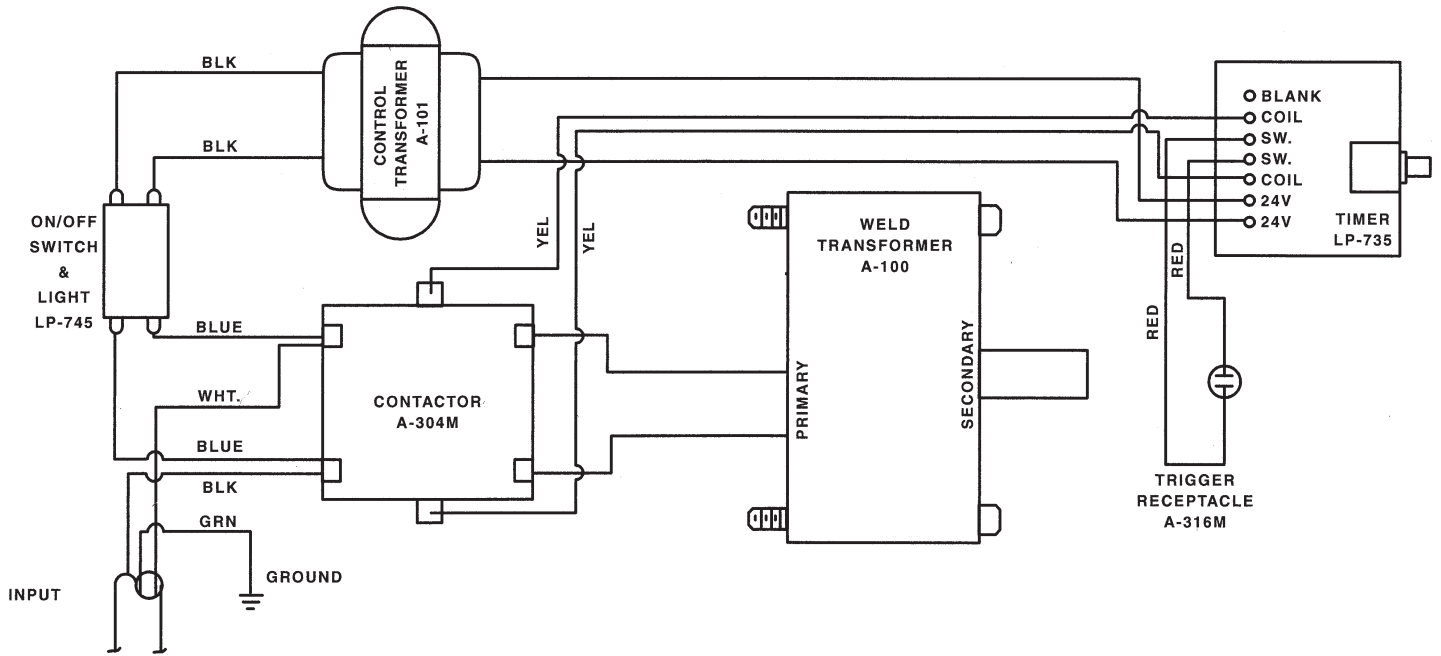 BLK
BLK
CONTROL
TRANSFORMER
A-101
BLANK
COIL
SW.
SW.
COIL
24V
24V
TIMER
LP-735
ON/OFF
SWITCH
&
LIGHT
LP-745
YEL
YEL
WELD
TRANSFORMER
A-100
PRIMARY
SECONDARY
RED
RED
BLUE
WHT.
BLUE
BLK
GRN
CONTACTOR
A-304M
TRIGGER
RECEPTACLE
A-316M
GROUND
INPUT